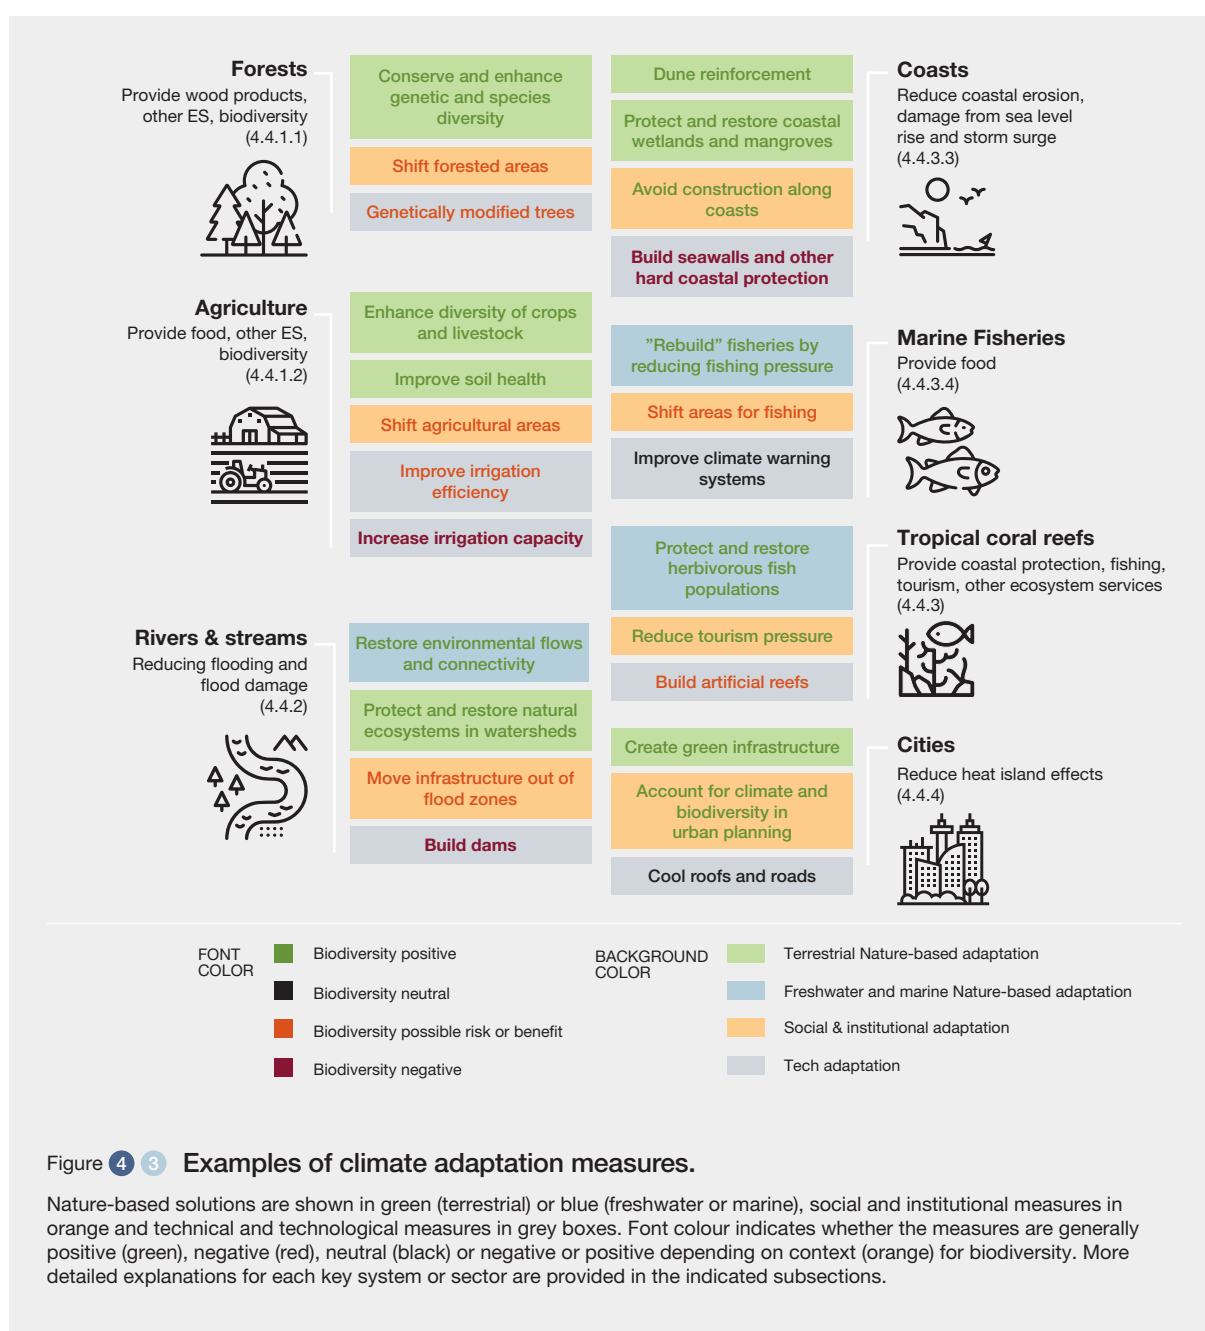 Forests
Provide wood products,
other ES, biodiversity
(4.4.1.1)
Conserve and enhance
genetic and species
diversity
Shift forested areas
Genetically modified trees
Agriculture
Provide food, other ES,
biodiversity
(4.4.1.2)
Enhance diversity of crops
and livestock
Improve soil health
Shift agricultural areas
Improve irrigation
efficiency
Increase irrigation capacity
Rivers & streams
Reducing flooding and
flood damage
(4.4.2)
Restore environmental flows
and connectivity
Protect and restore natural
ecosystems in watersheds
Move infrastructure out of
flood zones
Build dams
Dune reinforcement
Protect and restore coastal
wetlands and mangroves
Avoid construction along
coasts
Build seawalls and other
hard coastal protection
Coasts
Reduce coastal erosion,
damage from sea level
rise and storm surge
(4.4.3.3)
”Rebuild” fisheries by
reducing fishing pressure
Shift areas for fishing
Improve climate warning
systems
Marine Fisheries
Provide food
(4.4.3.4)
Protect and restore
herbivorous fish
populations
Reduce tourism pressure
Build artificial reefs
Tropical coral reefs
Provide coastal protection, fishing,
tourism, other ecosystem services
(4.4.3)
Create green infrastructure
Account for climate and
biodiversity in
urban planning
Cool roofs and roads
Cities
Reduce heat island effects
(4.4.4)
FONT
COLOR
Biodiversity positive
Biodiversity neutral
Biodiversity possible risk or benefit
Biodiversity negative
BACKGROUND
COLOR
Terrestrial Nature-based adaptation
Freshwater and marine Nature-based adaptation
Social & institutional adaptation
Tech adaptation
Figure 4 3 Examples of climate adaptation measures.
Nature-based solutions are shown in green (terrestrial) or blue (freshwater or marine), social and institutional measures in
orange and technical and technological measures in grey boxes. Font colour indicates whether the measures are generally
positive (green), negative (red), neutral (black) or negative or positive depending on context (orange) for biodiversity. More
detailed explanations for each key system or sector are provided in the indicated subsections.